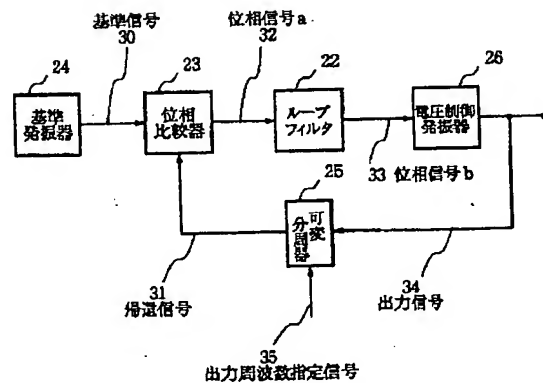 基準信号
30
位相信号a
32
24
23
22
26
基準
発振器
位相
比較器
ループ
フィルタ
電圧制御
発振器
33 位相信号b
25
可変
分周器
31
帰還信号
34
出力信号
35
出力周波数指定信号